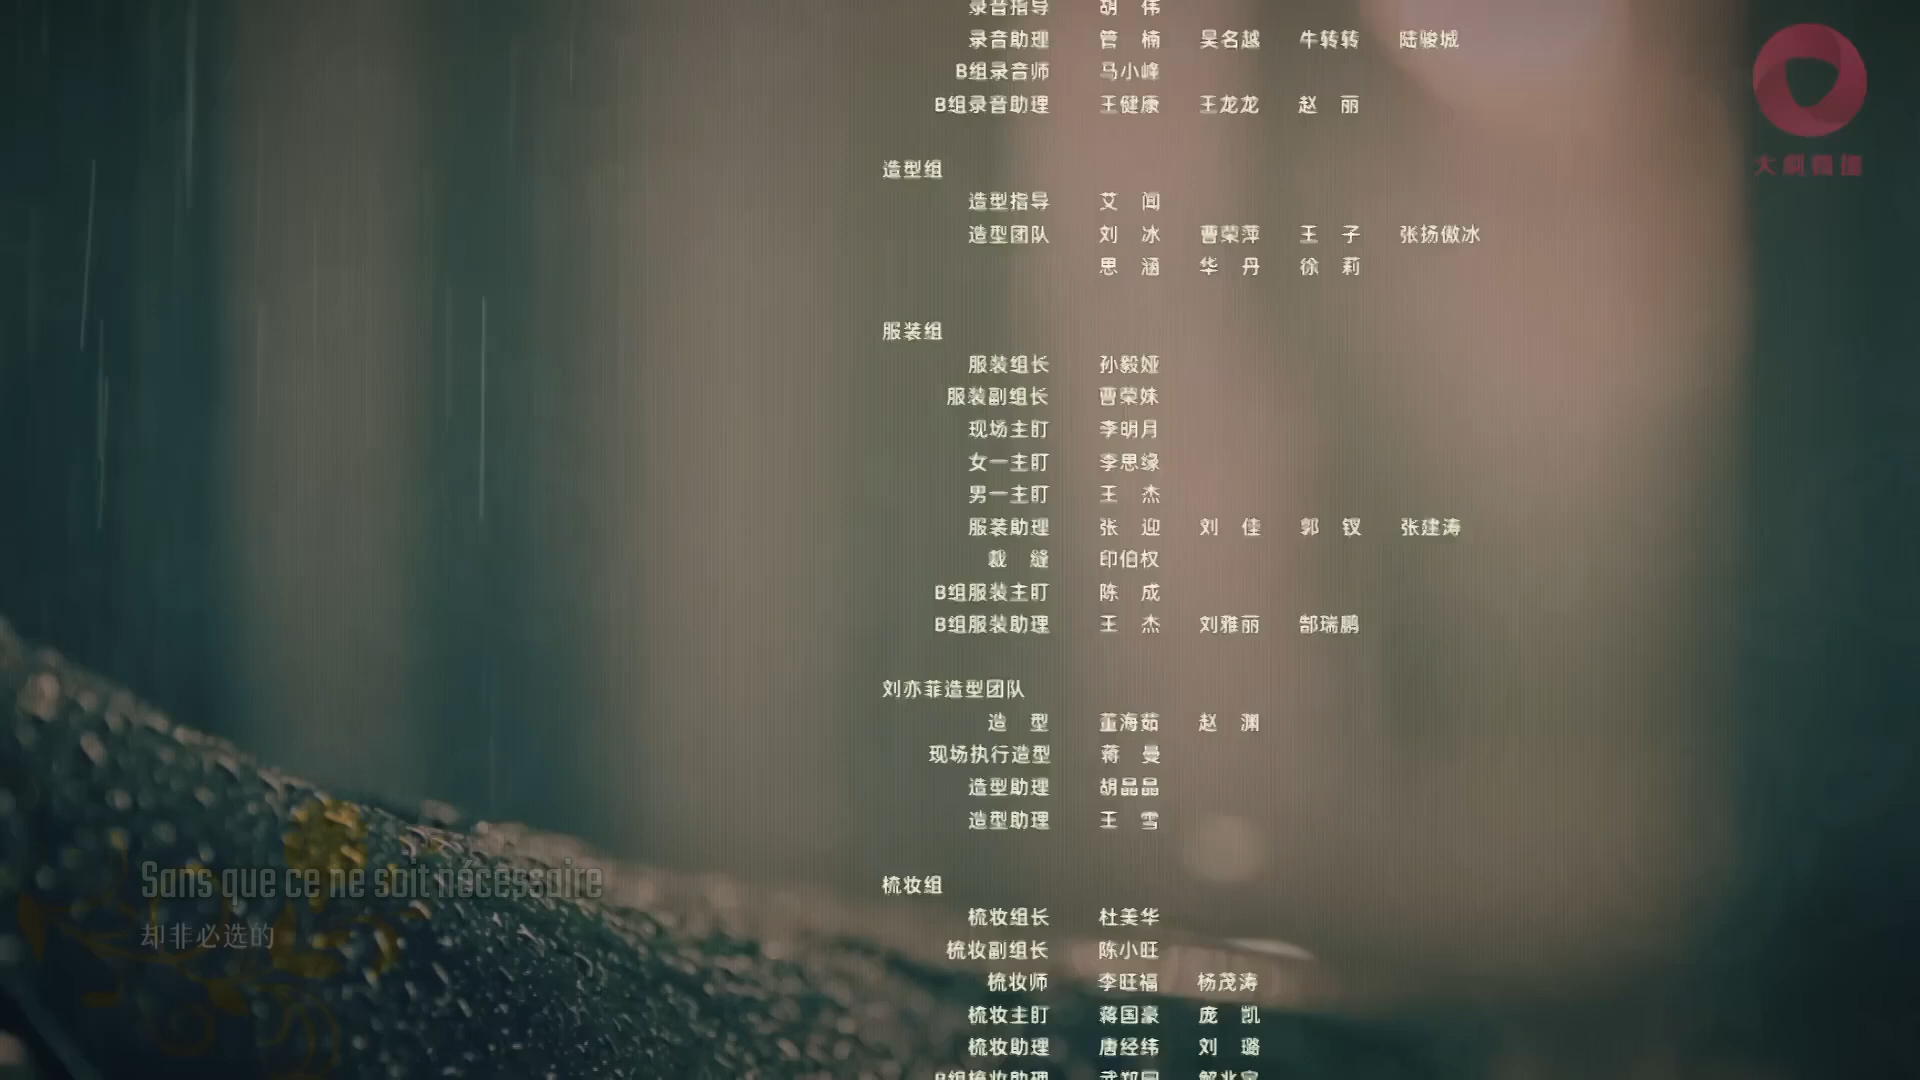 录音指导 胡 伟
录音助理 管 楠 吴名越 牛转转 陆骏城
B组录音师 马小峰
B组录音助理 王健康 王龙龙 赵 丽
造型组
造型指导 艾 闻
造型团队 刘 冰 曹荣萍 王 子 张扬傲冰
思 涵 华 丹 徐 莉
服装组
服装组长 孙毅娅
服装副组长 曹荣妹
现场主盯 李明月
女一主盯 李思缘
男一主盯 王 杰
服装助理 张 迎 刘 佳 郭 钗 张建涛
裁 缝 印伯权
B组服装主盯 陈 成
B组服装助理 王 杰 刘雅丽 郜瑞鹏
刘亦菲造型团队
造 型 董海茹 赵 渊
现场执行造型 蒋 曼
造型助理 胡晶晶
造型助理 王 雪
梳妆组
梳妆组长 杜美华
梳妆副组长 陈小旺
梳妆师 李旺福 杨茂涛
梳妆主盯 蒋国豪 庞 凯
梳妆助理 唐经纬 刘 璐
B组梳妆助理
Sans que ce ne soit nécessaire
却非必选的